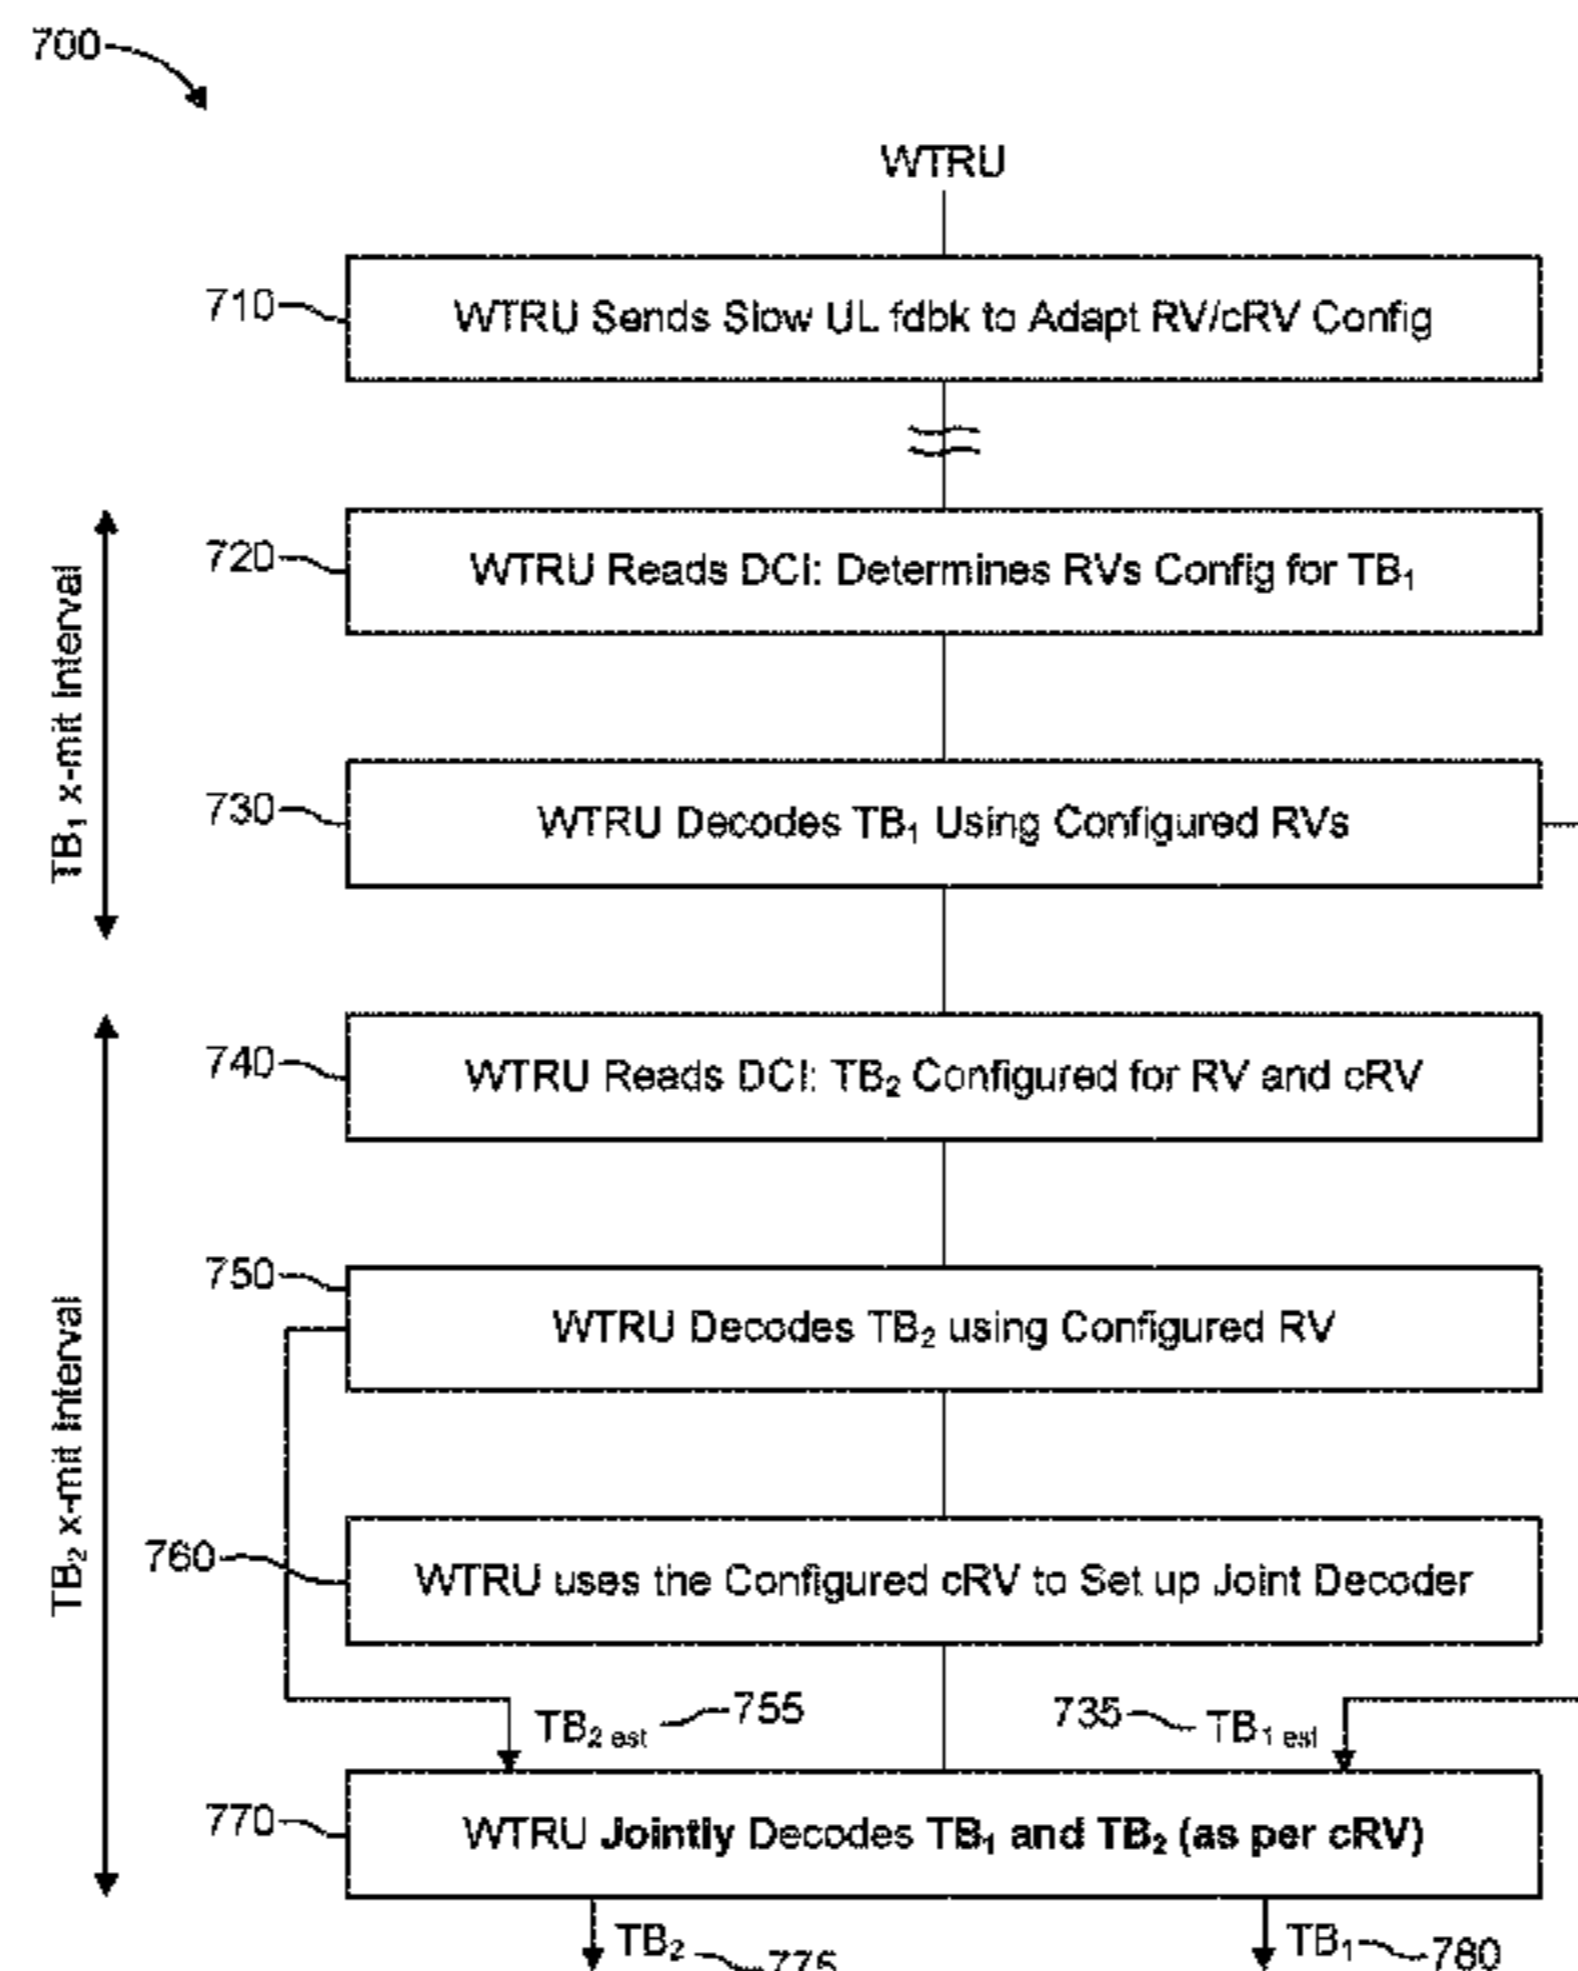 700
WTRU
710
WTRU Sends Slow UL fdbk to Adapt RV/cRV Config
720
WTRU Reads DCI: Determines RVs Config for TB₁
TB₁ x-mit Interval
730
WTRU Decodes TB₁ Using Configured RVs
740
WTRU Reads DCI: TB₂ Configured for RV and cRV
750
WTRU Decodes TB₂ using Configured RV
TB₂ x-mit Interval
760
WTRU uses the Configured cRV to Set up Joint Decoder
TB₂ est 755
735 TB₁ est
770
WTRU Jointly Decodes TB₁ and TB₂ (as per cRV)
TB₂ 775
TB₁ 780